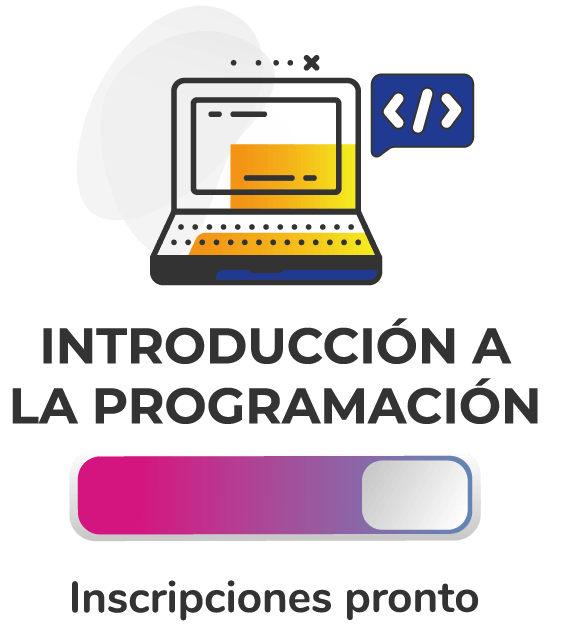 </>
INTRODUCCIÓN A
LA PROGRAMACIÓN
Inscripciones pronto